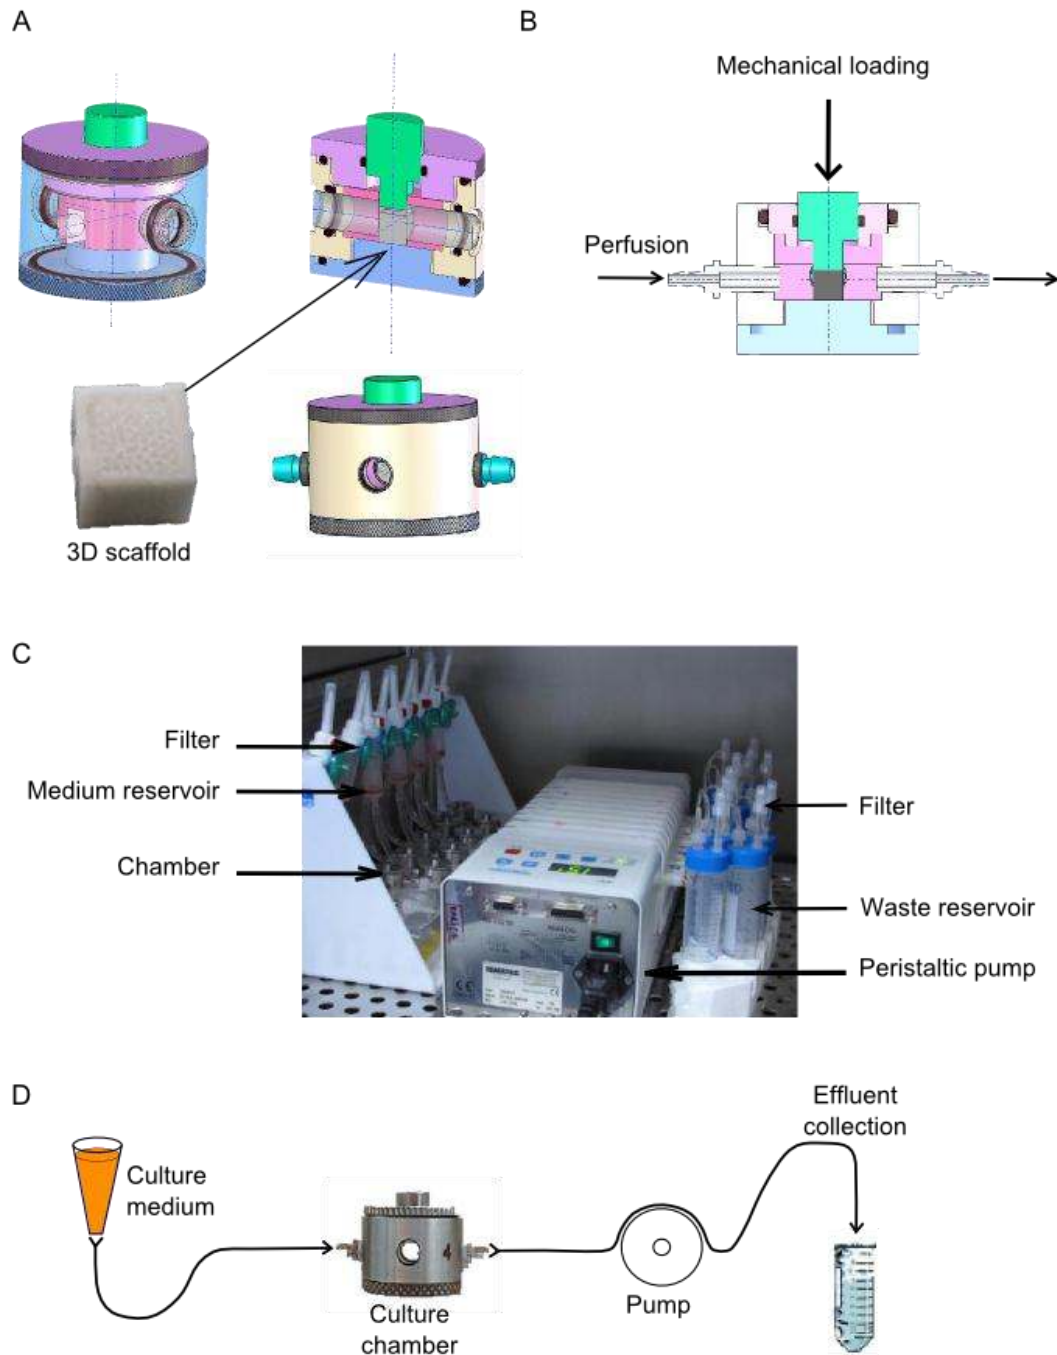 A
B
Mechanical loading
Perfusion
3D scaffold
C
Filter
Medium reservoir
Chamber
Filter
Waste reservoir
Peristaltic pump
D
Culture
medium
4
Culture
chamber
Pump
Effluent
collection